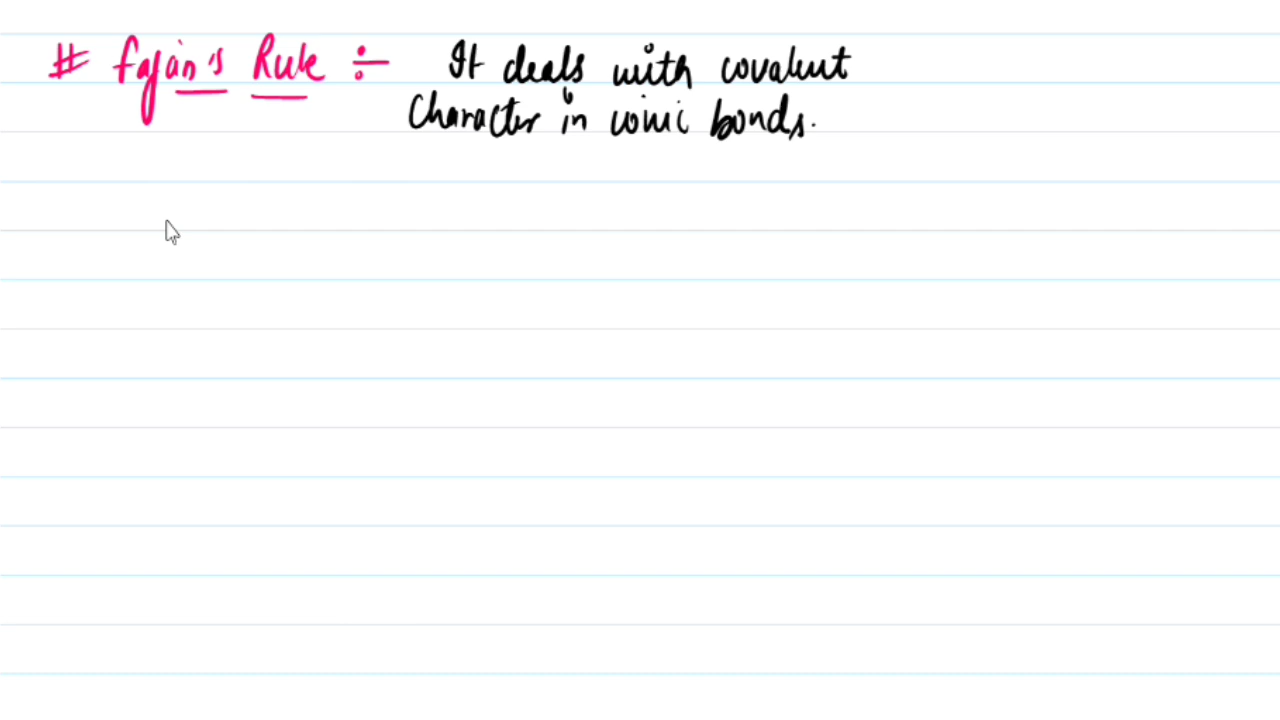 # Fajan's Rule ÷ It deals with covalent
Character in ionic bonds.